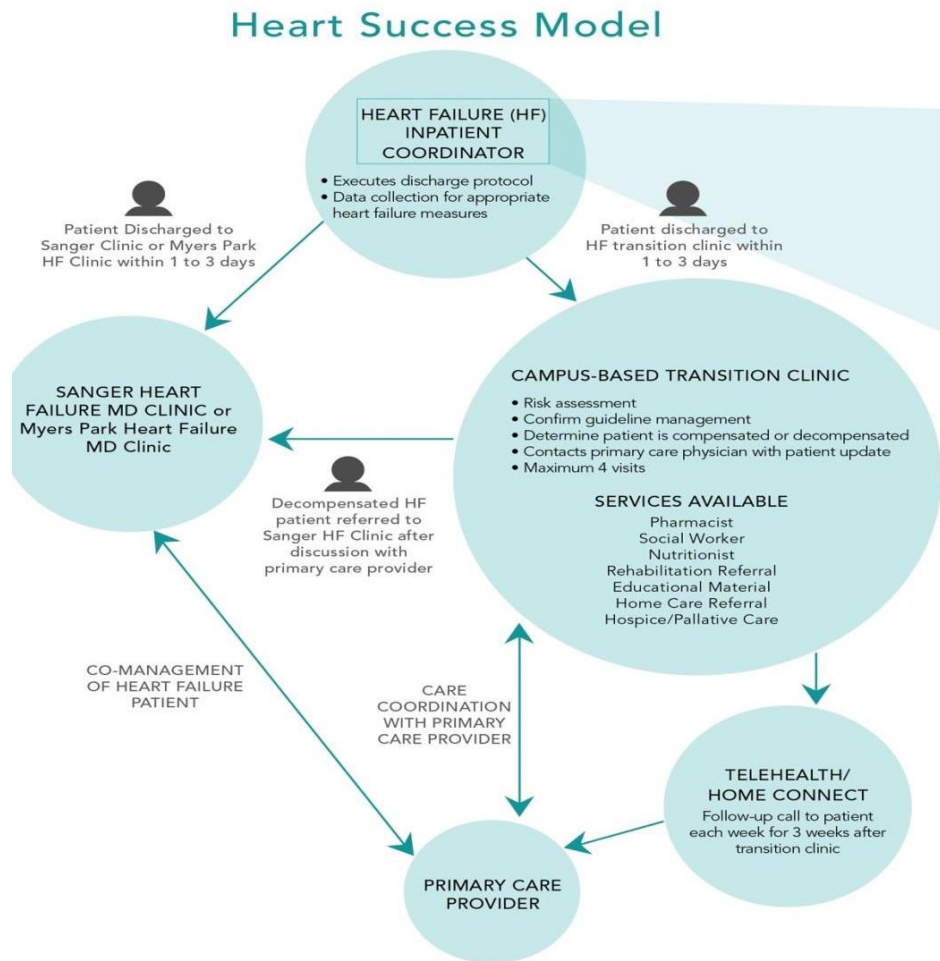 Heart Success Model
HEART FAILURE (HF)
INPATIENT
COORDINATOR
• Executes discharge protocol
• Data collection for appropriate
heart failure measures
Patient Discharged to
Sanger Clinic or Myers Park
HF Clinic within 1 to 3 days
Patient discharged to
HF transition clinic within
1 to 3 days
SANGER HEART
FAILURE MD CLINIC or
Myers Park Heart Failure
MD Clinic
CAMPUS-BASED TRANSITION CLINIC
• Risk assessment
• Confirm guideline management
• Determine patient is compensated or decompensated
• Contacts primary care physician with patient update
• Maximum 4 visits
SERVICES AVAILABLE
Pharmacist
Social Worker
Nutritionist
Rehabilitation Referral
Educational Material
Home Care Referral
Hospice/Pallative Care
Decompensated HF
patient referred to
Sanger HF Clinic after
discussion with
primary care provider
CO-MANAGEMENT
OF HEART FAILURE
PATIENT
CARE
COORDINATION
WITH PRIMARY
CARE PROVIDER
TELEHEALTH/
HOME CONNECT
Follow-up call to patient
each week for 3 weeks after
transition clinic
PRIMARY CARE
PROVIDER